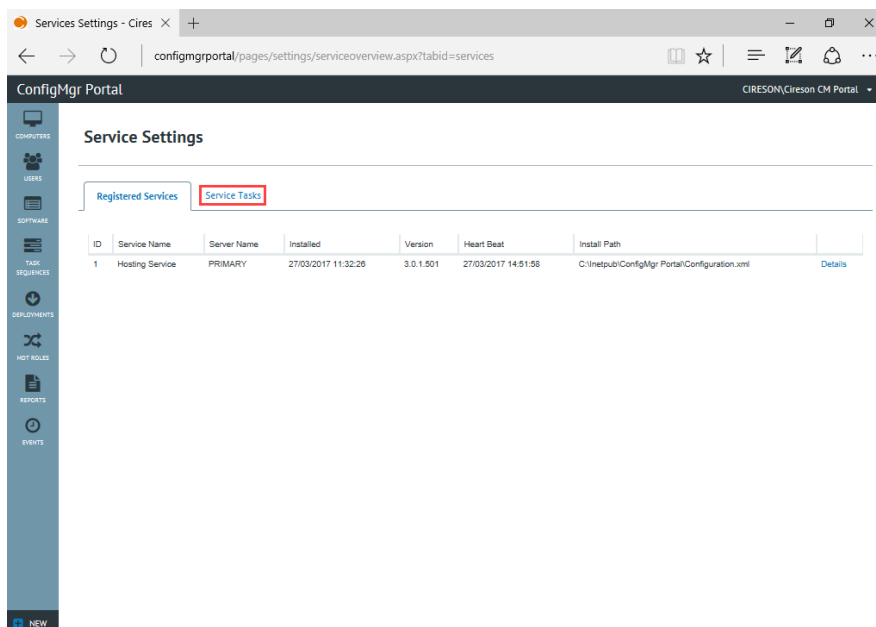 Services Settings - Cires
configmgrportal/pages/settings/serviceoverview.aspx?tabid=services
ConfigMgr Portal
CIRESON\Cireson CM Portal
COMPUTERS
USERS
SOFTWARE
TASK
SEQUENCES
DEPLOYMENTS
MDT ROLES
REPORTS
EVENTS
NEW
Service Settings
Registered Services Service Tasks
ID Service Name Server Name Installed Version Heart Beat Install Path
1 Hosting Service PRIMARY 27/03/2017 11:32:26 3.0.1.501 27/03/2017 14:51:58 C:\Inetpub\ConfigMgr Portal\Configuration.xml Details